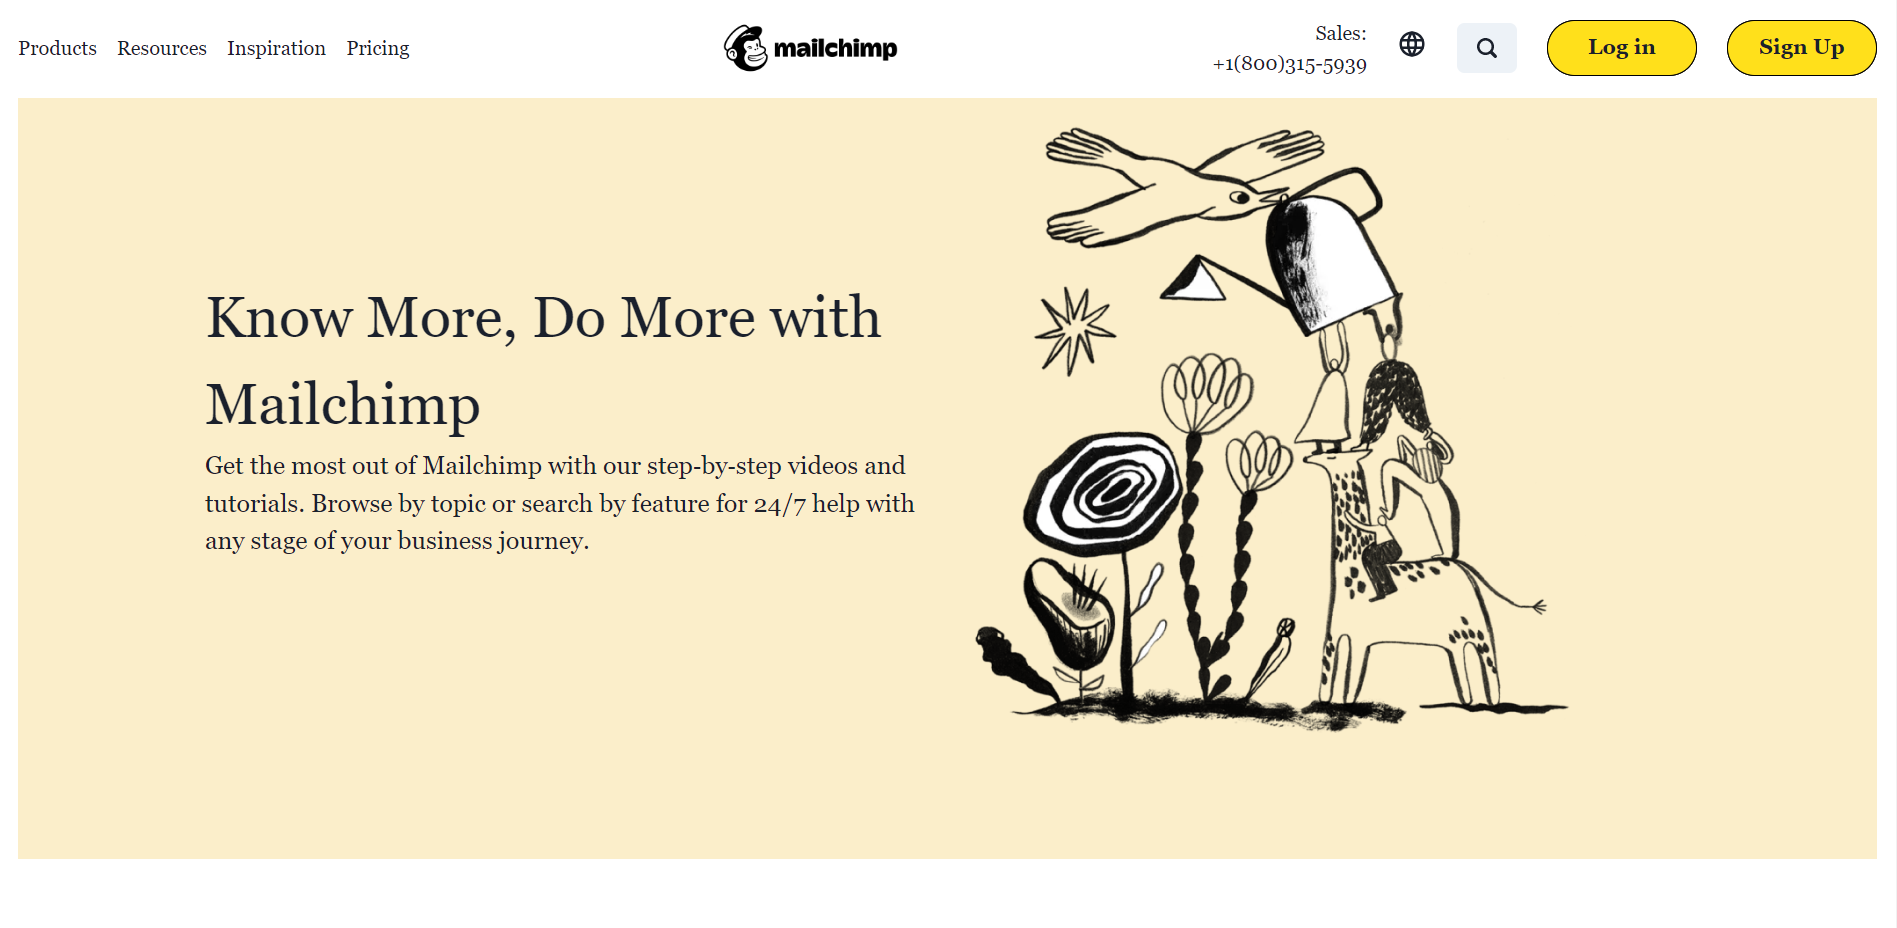 Products Resources Inspiration Pricing
mailchimp
Sales:
+1(800)315-5939
Log in
Sign Up
Know More, Do More with
Mailchimp
Get the most out of Mailchimp with our step-by-step videos and
tutorials. Browse by topic or search by feature for 24/7 help with
any stage of your business journey.